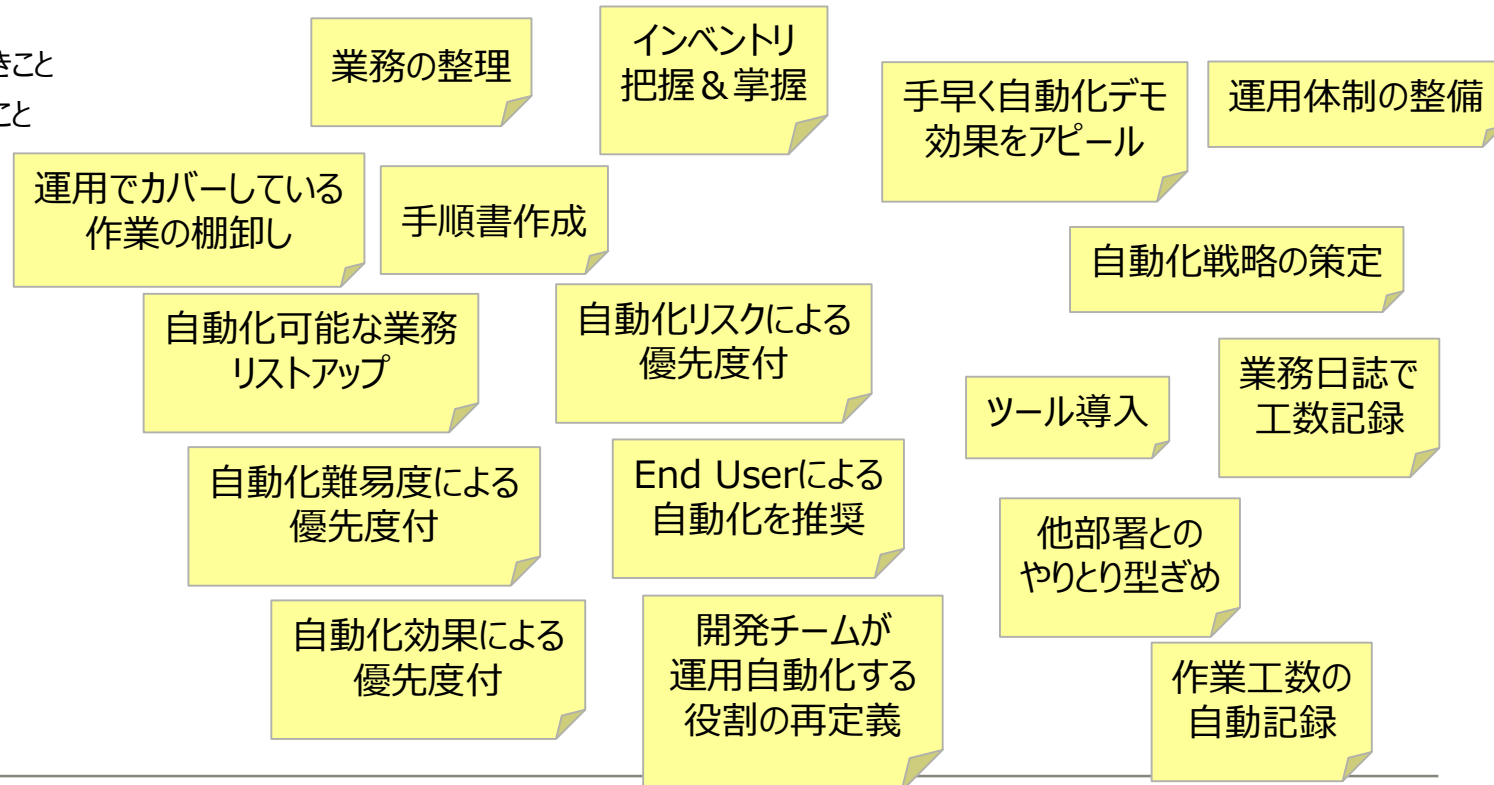 きこと
こと
業務の整理
インベントリ
把握＆掌握
手早く自動化デモ
効果をアピール
運用体制の整備
運用でカバーしている
作業の棚卸し
手順書作成
自動化戦略の策定
自動化可能な業務
リストアップ
自動化リスクによる
優先度付
ツール導入
業務日誌で
工数記録
自動化難易度による
優先度付
End Userによる
自動化を推奨
他部署との
やりとり型ぎめ
自動化効果による
優先度付
開発チームが
運用自動化する
役割の再定義
作業工数の
自動記録